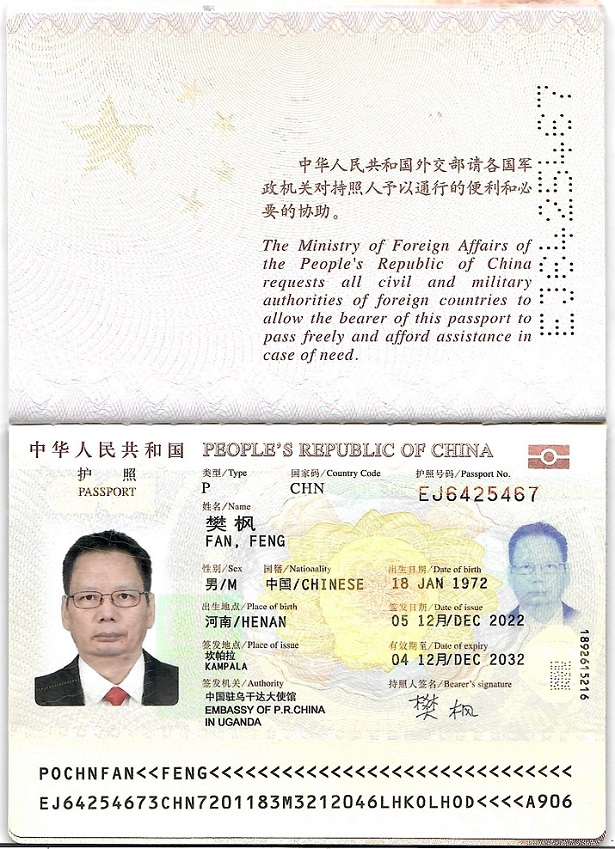 中华人民共和国外交部请各国军
政机关对持照人予以通行的便利和必
要的协助。
The Ministry of Foreign Affairs of
the People's Republic of China
requests all civil and military
authorities of foreign countries to
allow the bearer of this passport to
pass freely and afford assistance in
case of need.
EJ6425467
中华人民共和国 PEOPLE'S REPUBLIC OF CHINA
护 照
PASSPORT
类型/Type 国家码/Country Code 护照号码/Passport No.
P CHN EJ6425467
姓名/Name
樊枫
FAN, FENG
性别/Sex 国籍/Nationality 出生日期/Date of birth
男/M 中国/CHINESE 18 JAN 1972
出生地点/Place of birth 签发日期/Date of issue
河南/HENAN 05 12月/DEC 2022
签发地点/Place of issue 有效期至/Date of expiry
坎帕拉
KAMPALA
04 12月/DEC 2032
签发机关/Authority 持照人签名/Bearer's signature
中国驻乌干达大使馆
EMBASSY OF P.R.CHINA
IN UGANDA
樊枫
1892615216
POCHNFAN<<FENG<<<<<<<<<<<<<<<<<<<<<<<<<<<<<<
EJ64254673CHN7201183M3212046LHKOLHOD<<<<A906